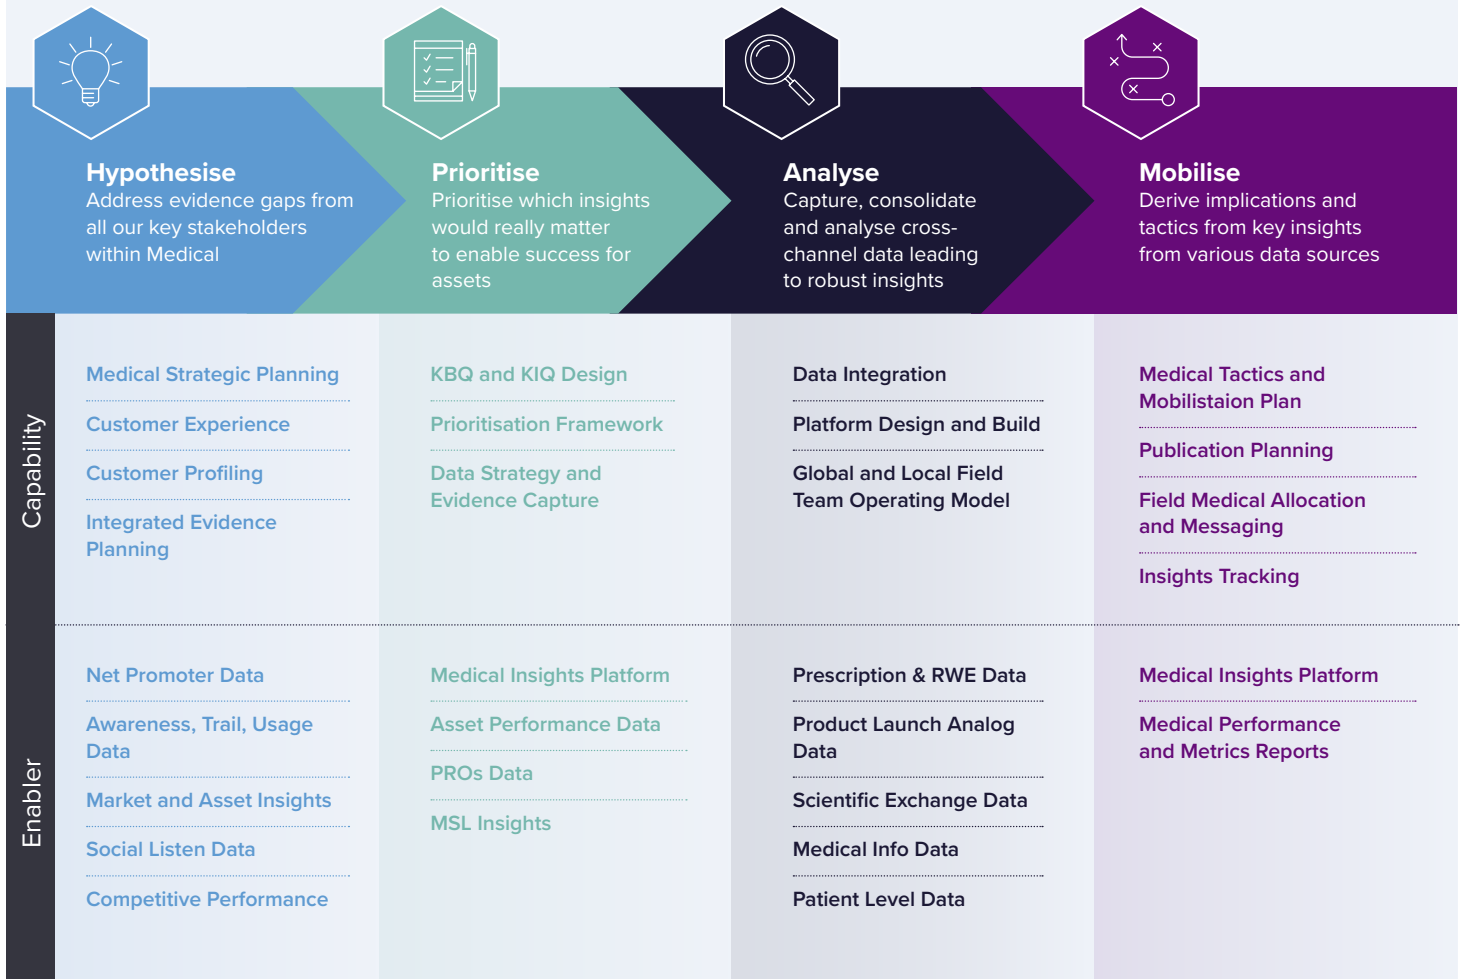 Hypothesise
Address evidence gaps from
all our key stakeholders
within Medical
Prioritise
Prioritise which insights
would really matter
to enable success for
assets
Analyse
Capture, consolidate
and analyse cross-
channel data leading
to robust insights
Mobilise
Derive implications and
tactics from key insights
from various data sources
Capability
Medical Strategic Planning
Customer Experience
Customer Profiling
Integrated Evidence
Planning
KBQ and KIQ Design
Prioritisation Framework
Data Strategy and
Evidence Capture
Data Integration
Platform Design and Build
Global and Local Field
Team Operating Model
Medical Tactics and
Mobilistaion Plan
Publication Planning
Field Medical Allocation
and Messaging
Insights Tracking
Enabler
Net Promoter Data
Awareness, Trail, Usage
Data
Market and Asset Insights
Social Listen Data
Competitive Performance
Medical Insights Platform
Asset Performance Data
PROs Data
MSL Insights
Prescription & RWE Data
Product Launch Analog
Data
Scientific Exchange Data
Medical Info Data
Patient Level Data
Medical Insights Platform
Medical Performance
and Metrics Reports